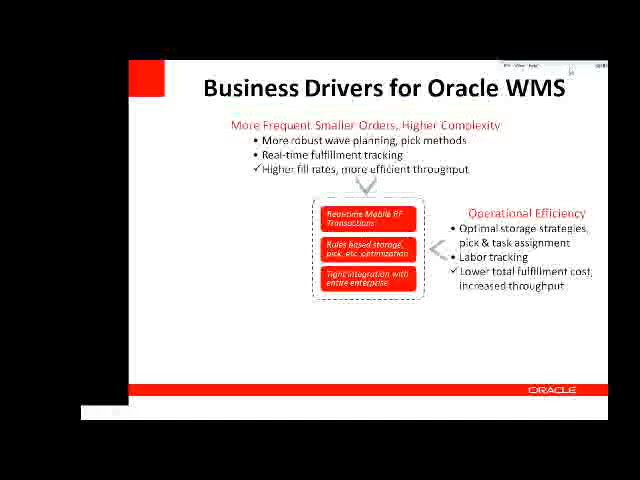 Business Drivers for Oracle WMS
More Frequent Smaller Orders, Higher Complexity
• More robust wave planning, pick methods
• Real-time fulfillment tracking
✓Higher fill rates, more efficient throughput
Real-time Mobile RF
Transactions
Rules based storage,
pick, etc. optimization
Tight integration with
entire enterprise
Operational Efficiency
• Optimal storage strategies,
pick & task assignment
• Labor tracking
✓ Lower total fulfillment cost,
increased throughput
ORACLE